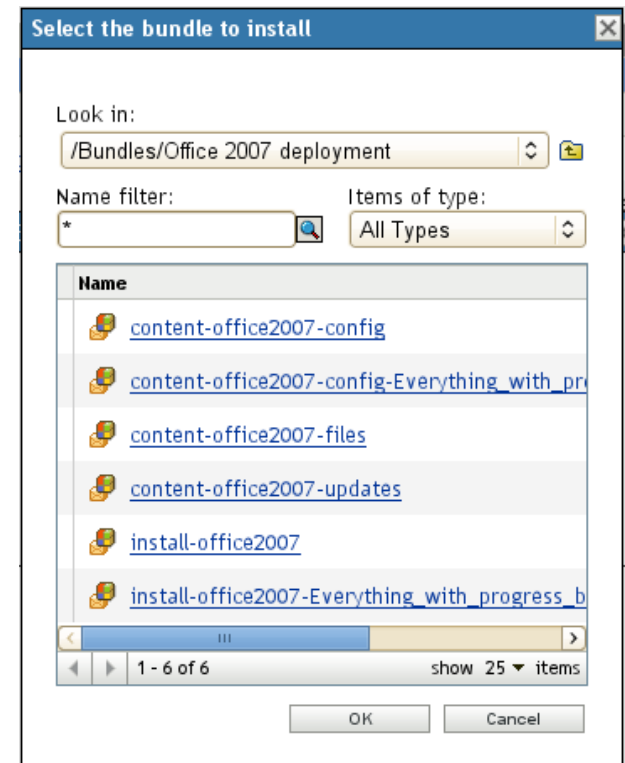 Select the bundle to install
Look in:
/Bundles/Office 2007 deployment
Name filter:
Items of type:
*
All Types
Name
content-office2007-config
content-office2007-config-Everything_with_pr
content-office2007-files
content-office2007-updates
install-office2007
install-office2007-Everything_with_progress_b
1 - 6 of 6
show 25 items
OK
Cancel